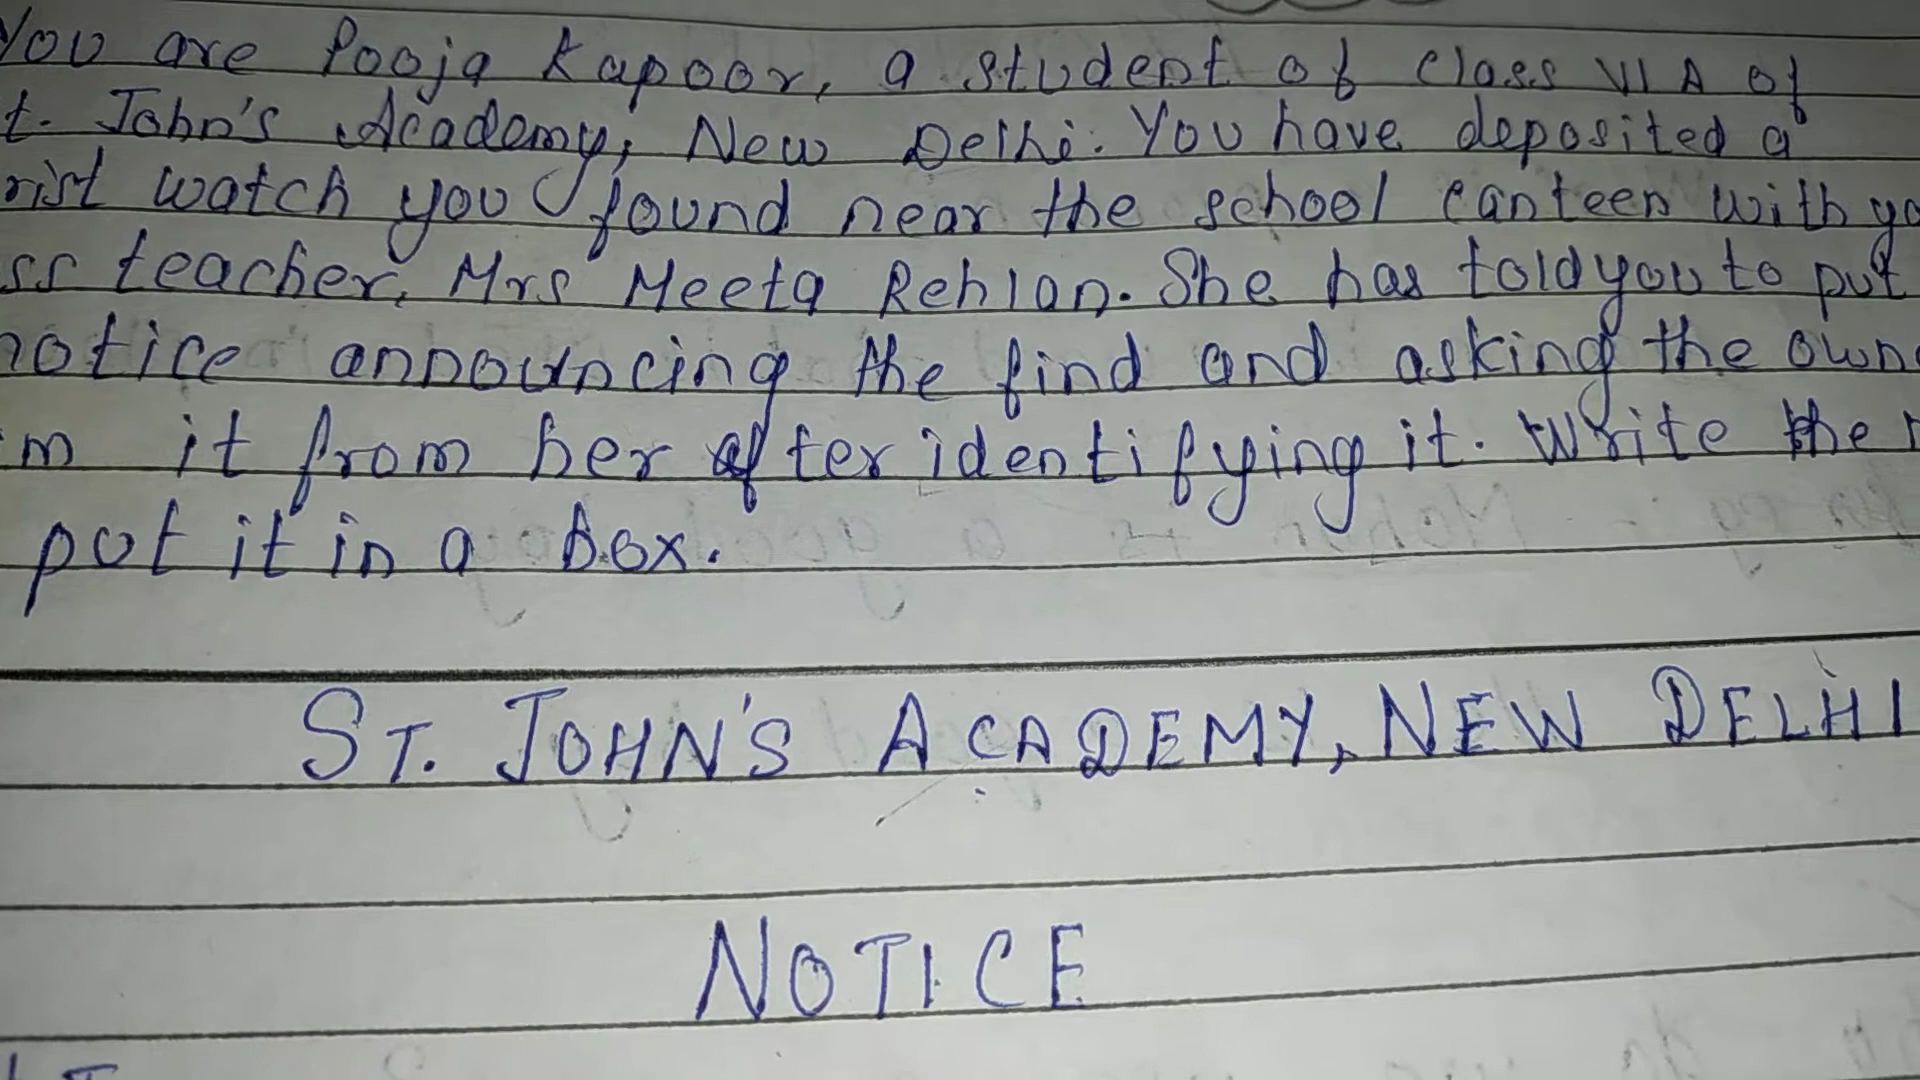 You are Pooja Kapoor, a student of class VI A of
t. John's Academy, New Delhi. You have deposited a
rist watch you found near the school canteen with yo
ss teacher, Mrs Meeta Rehlan. She has told you to put
notice announcing the find and asking the own
m it from her after identifying it. Write the
put it in a box.
ST. JOHN'S ACADEMY, NEW DELHI
NOTICE